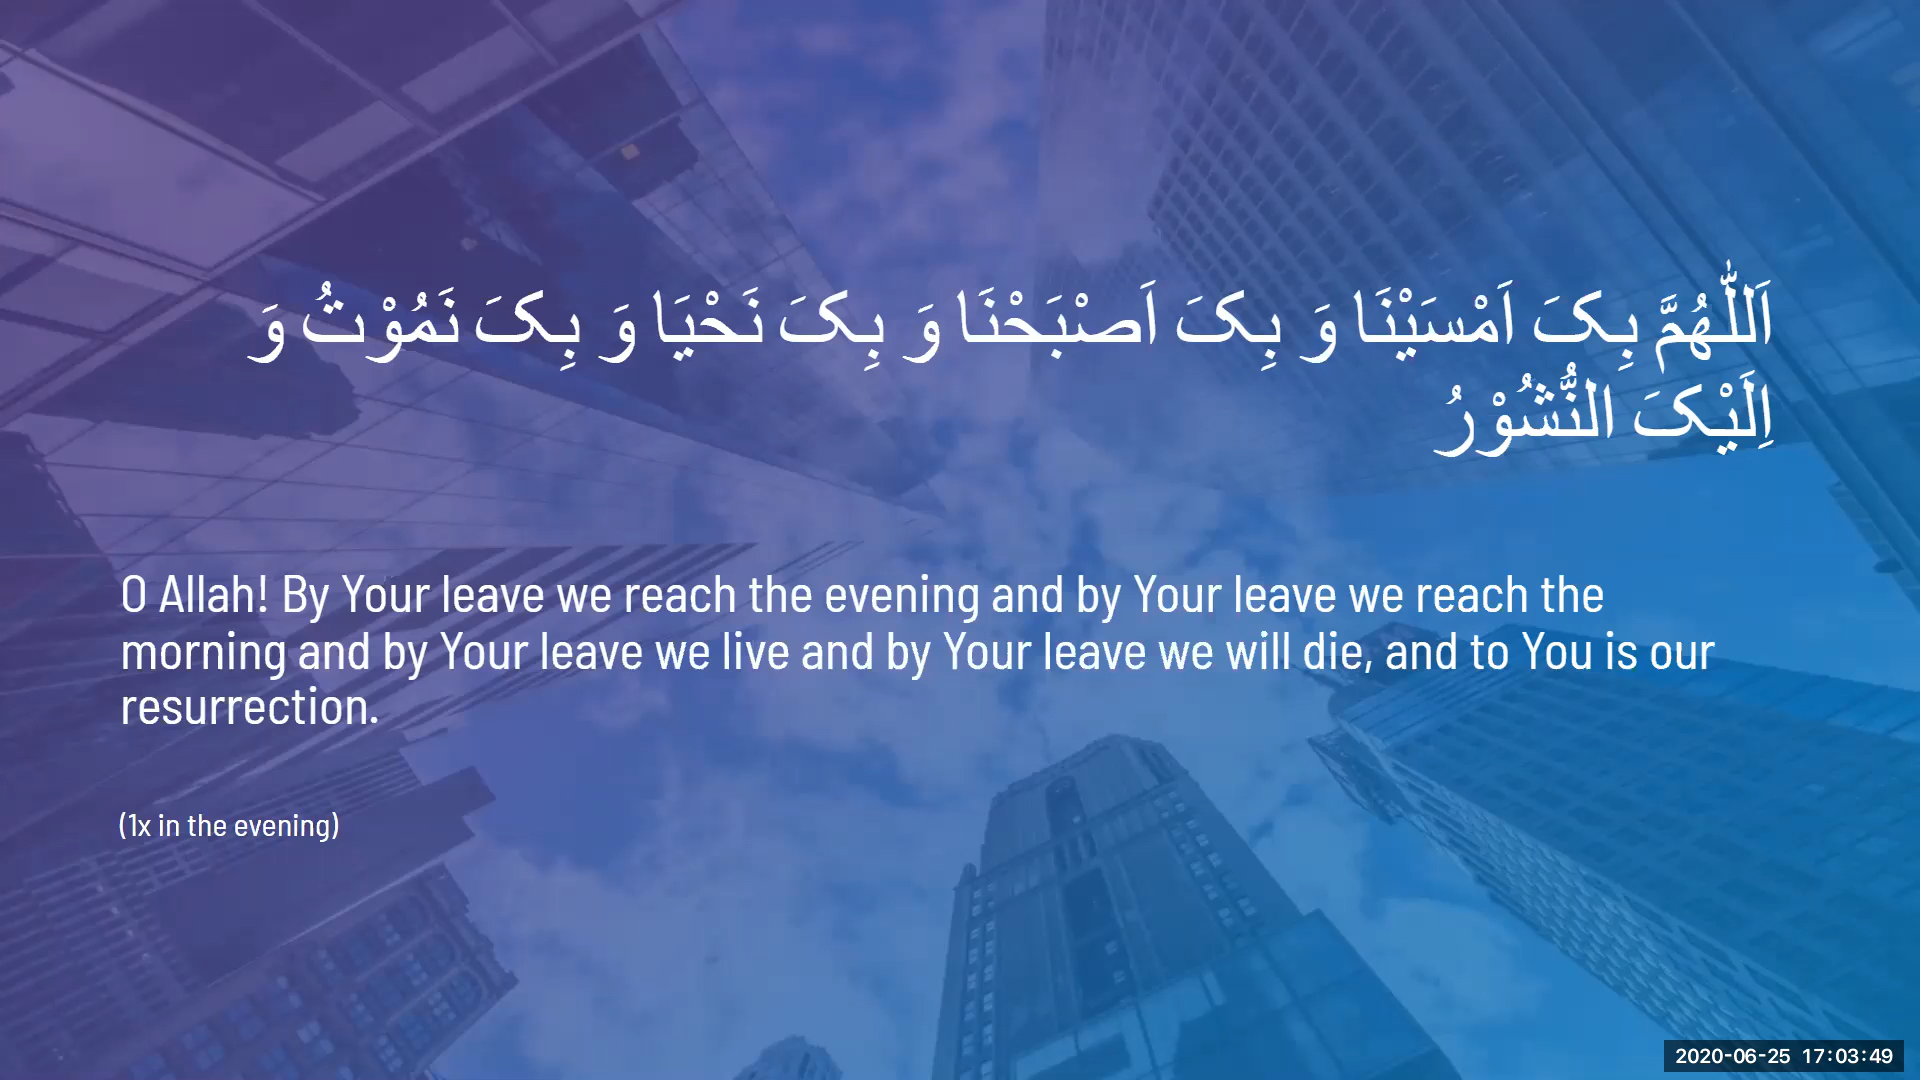 اَللّٰهُمَّ بِکَ اَمْسَیْنَا وَ بِکَ اَصْبَحْنَا وَ بِکَ نَحْیَا وَ بِکَ نَمُوْتُ وَ
اِلَیْکَ النُّشُوْرُ
O Allah! By Your leave we reach the evening and by Your leave we reach the
morning and by Your leave we live and by Your leave we will die, and to You is our
resurrection.
(1x in the evening)
2020-06-25 17:03:49